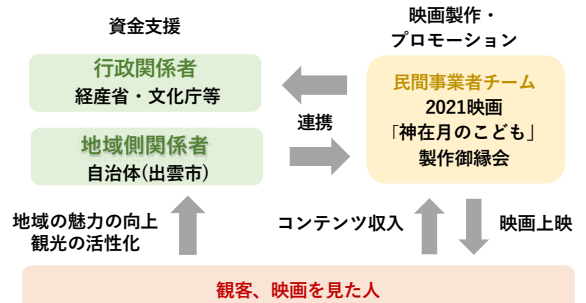 資金支援
映画製作・
プロモーション
行政関係者
経産省・文化庁等
民間事業者チーム
2021映画
「神在月のこども」
製作御縁会
連携
地域側関係者
自治体(出雲市)
地域の魅力の向上
観光の活性化
コンテンツ収入
映画上映
観客、映画を見た人